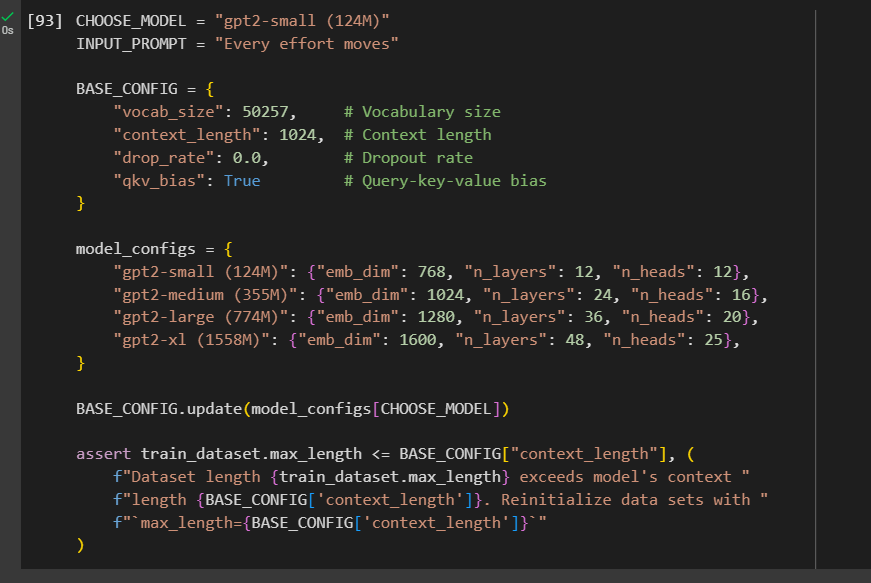 [93] CHOOSE_MODEL = "gpt2-small (124M)"
0s
INPUT_PROMPT = "Every effort moves"
BASE_CONFIG = {
"vocab_size": 50257,     # Vocabulary size
"context_length": 1024,  # Context length
"drop_rate": 0.0,        # Dropout rate
"qkv_bias": True         # Query-key-value bias
}
model_configs = {
"gpt2-small (124M)": {"emb_dim": 768, "n_layers": 12, "n_heads": 12},
"gpt2-medium (355M)": {"emb_dim": 1024, "n_layers": 24, "n_heads": 16},
"gpt2-large (774M)": {"emb_dim": 1280, "n_layers": 36, "n_heads": 20},
"gpt2-xl (1558M)": {"emb_dim": 1600, "n_layers": 48, "n_heads": 25},
}
BASE_CONFIG.update(model_configs[CHOOSE_MODEL])
assert train_dataset.max_length <= BASE_CONFIG["context_length"], (
f"Dataset length {train_dataset.max_length} exceeds model's context "
f"length {BASE_CONFIG['context_length']}. Reinitialize data sets with "
f"`max_length={BASE_CONFIG['context_length']}`"
)